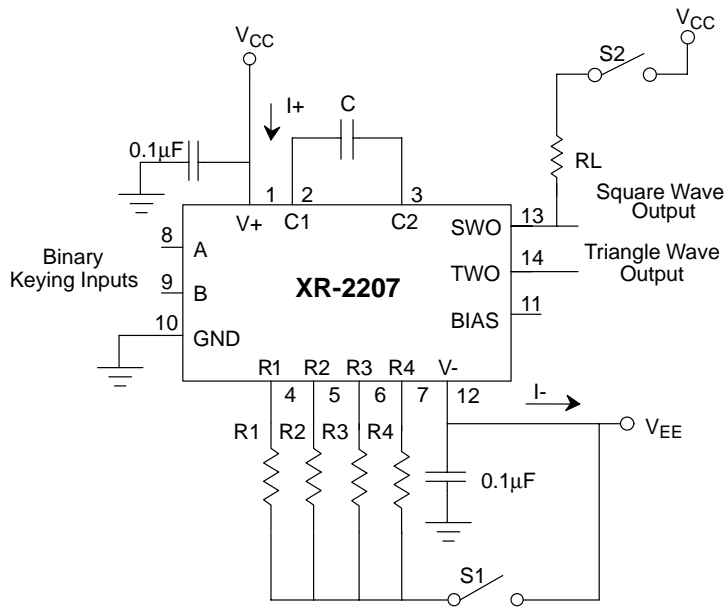 VCC
VCC
S2
I+
C
0.1μF
RL
1 2 3
V+ C1 C2
SWO 13
Square Wave
Output
8 A
TWO 14
Triangle Wave
Output
Binary
Keying Inputs
XR-2207
9 B
BIAS 11
10 GND
R1 R2 R3 R4 V-
4 5 6 7 12
I-
R1 R2 R3 R4
VEE
0.1μF
S1